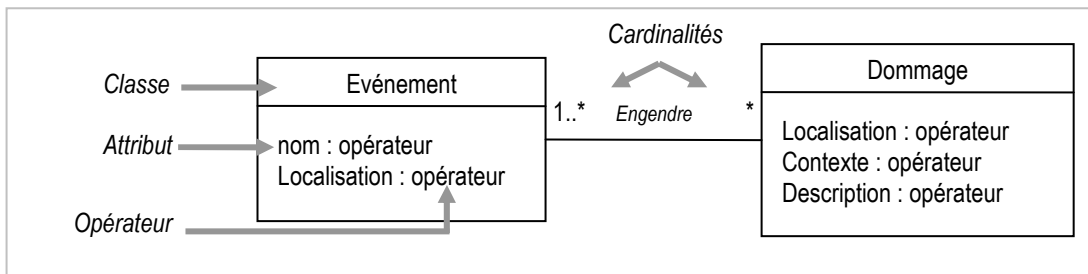 Cardinalités
Classe
Evénement
Dommage
1..*
Engendre
*
Attribut
nom : opérateur
Localisation : opérateur
Localisation : opérateur
Contexte : opérateur
Description : opérateur
Opérateur